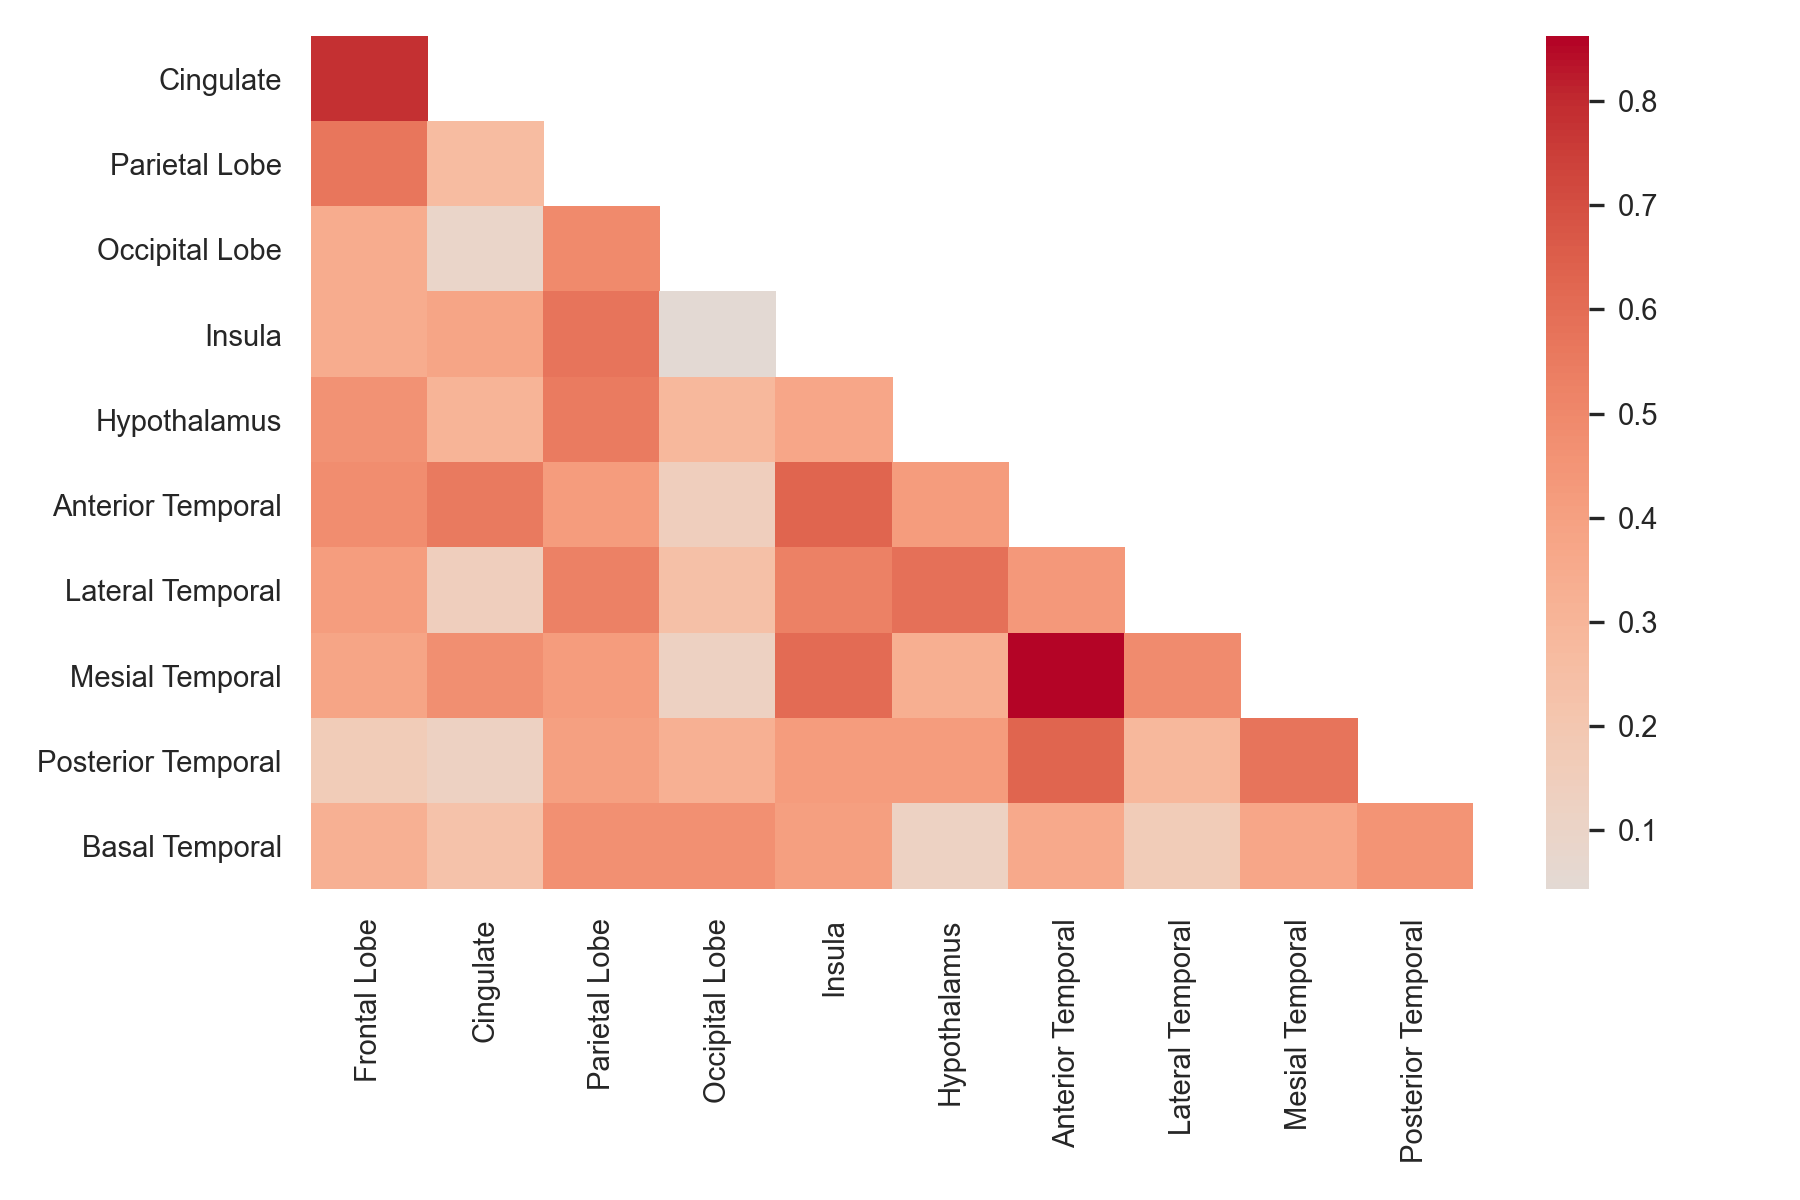 Cingulate
Parietal Lobe
Occipital Lobe
Insula
Hypothalamus
Anterior Temporal
Lateral Temporal
Mesial Temporal
Posterior Temporal
Basal Temporal
Frontal Lobe
Cingulate
Parietal Lobe
Occipital Lobe
Insula
Hypothalamus
Anterior Temporal
Lateral Temporal
Mesial Temporal
Posterior Temporal
0.8
0.7
0.6
0.5
0.4
0.3
0.2
0.1